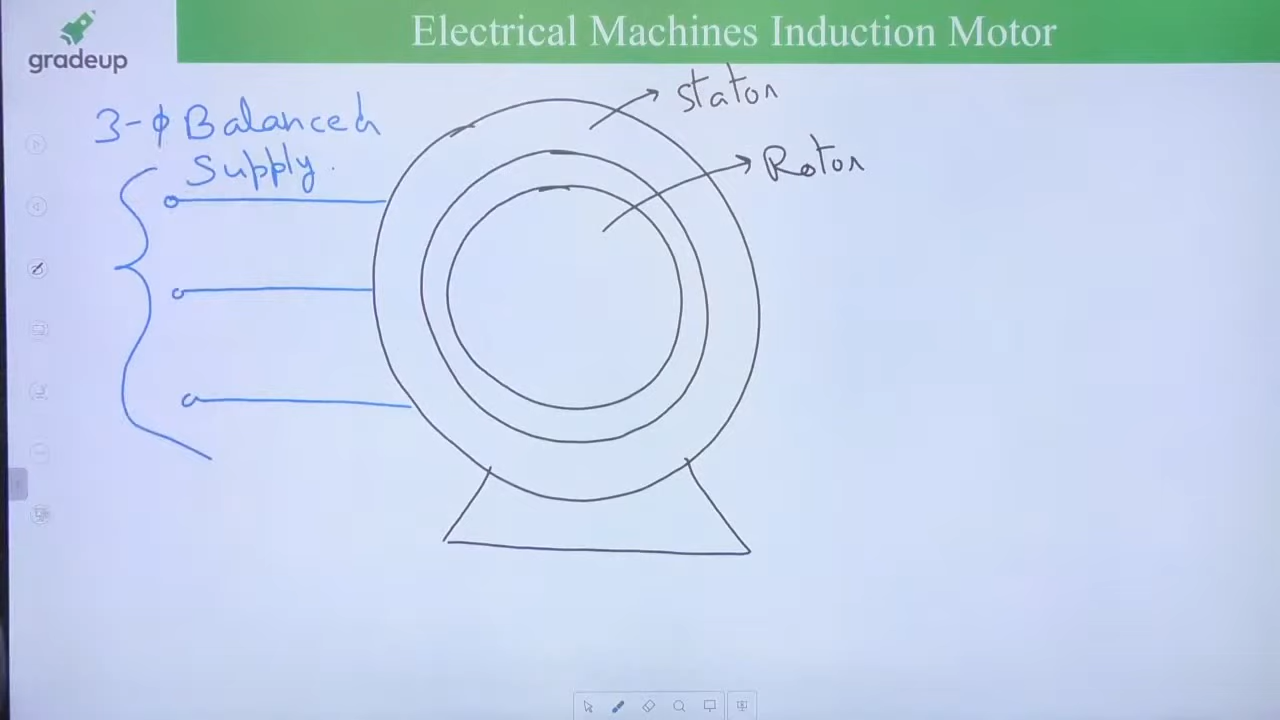 gradeup
Electrical Machines Induction Motor
3-ϕ Balanced
Supply.
Stator
Rotor